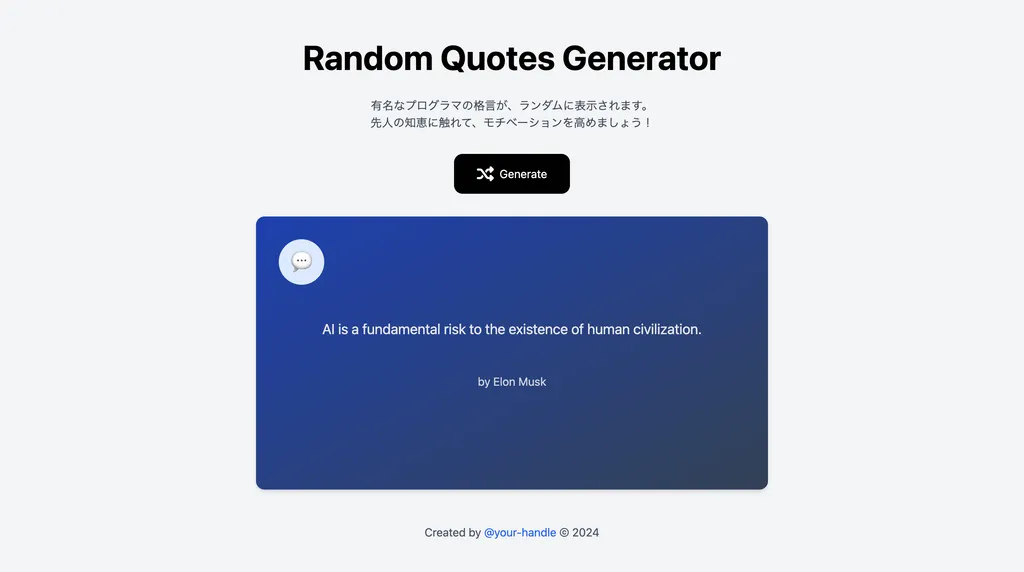 Random Quotes Generator
有名なプログラマの格言が、ランダムに表示されます。
先人の知恵に触れて、モチベーションを高めましょう！
Generate
AI is a fundamental risk to the existence of human civilization.
by Elon Musk
Created by @your-handle © 2024